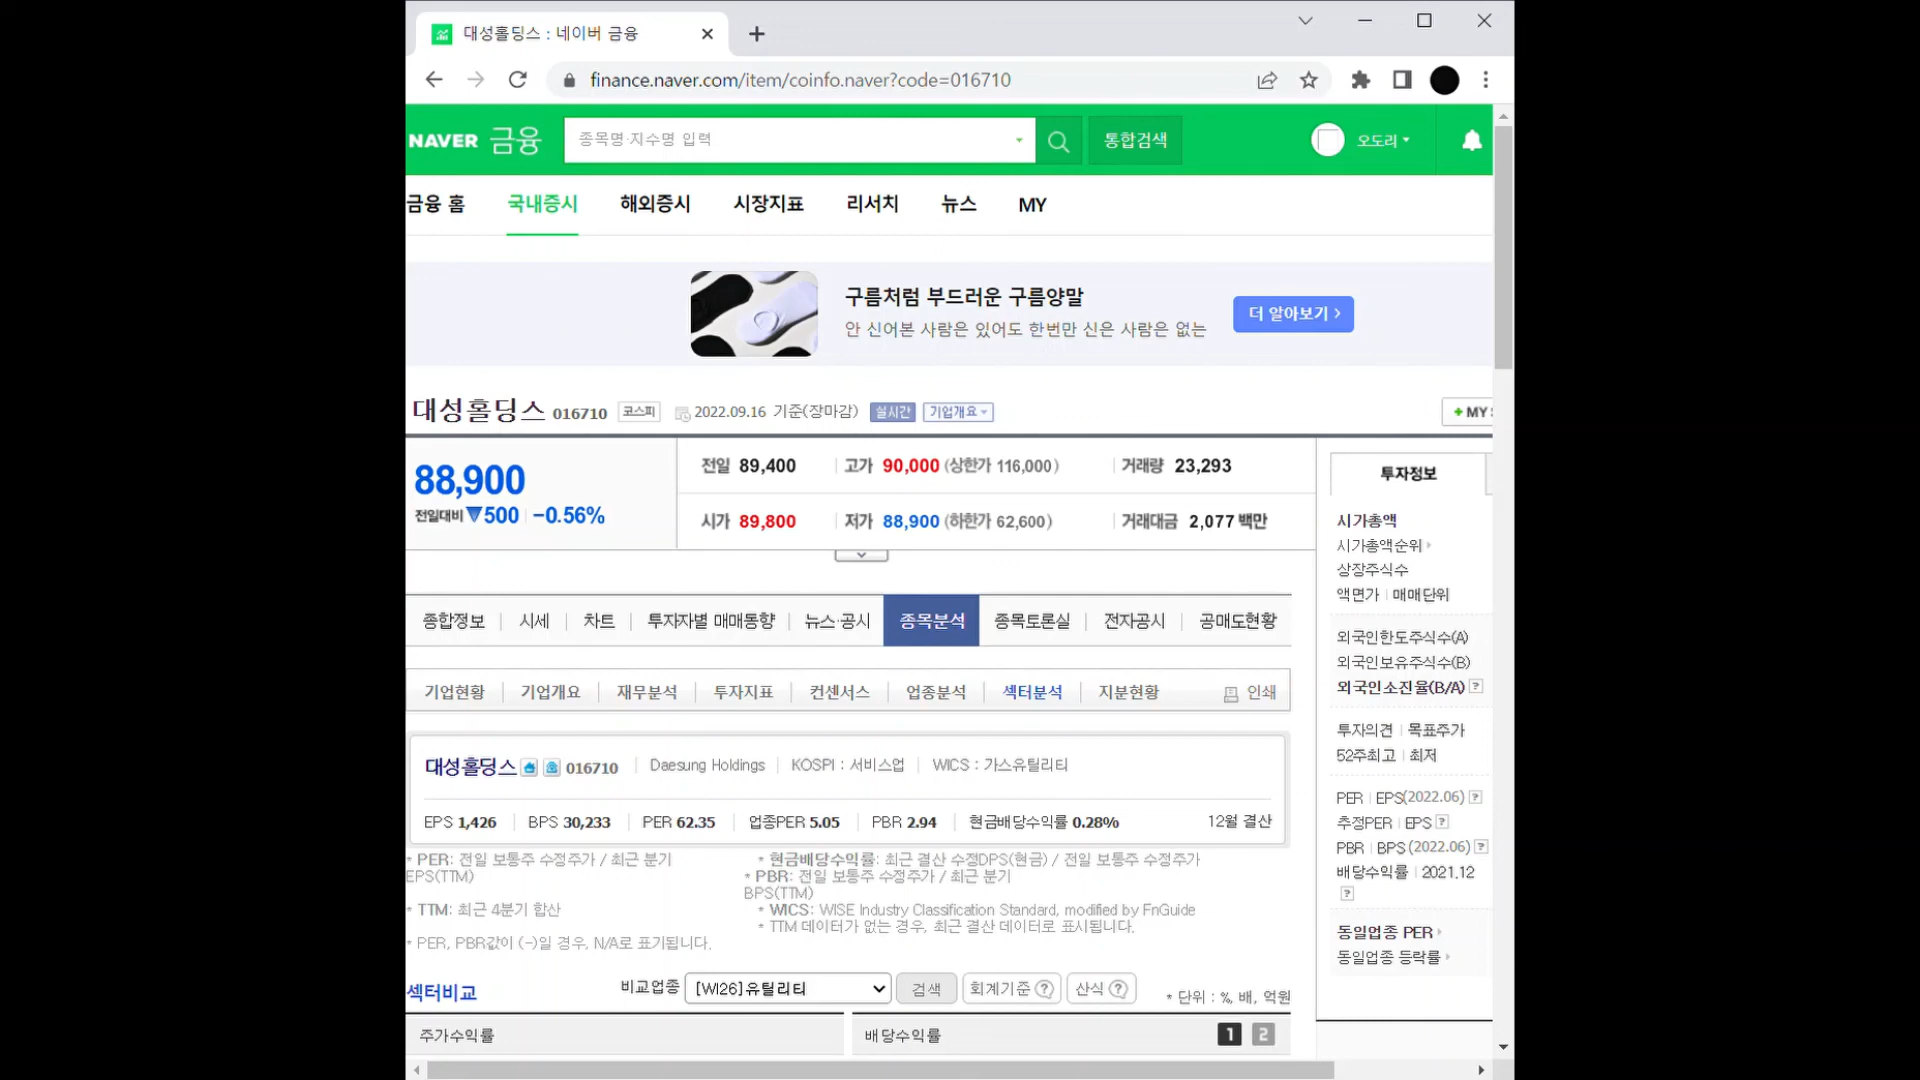 대성홀딩스 : 네이버 금융
finance.naver.com/item/coinfo.naver?code=016710
NAVER 금융 종목명·지수명 입력 통합검색 오도리
금융 홈 국내증시 해외증시 시장지표 리서치 뉴스 MY
구름처럼 부드러운 구름양말
안 신어본 사람은 있어도 한번만 신은 사람은 없는
더 알아보기 >
대성홀딩스 016710 코스피 2022.09.16 기준(장마감) 실시간 기업개요 + MY
88,900
전일대비 ▼500 -0.56%
전일 89,400 고가 90,000 (상한가 116,000) 거래량 23,293
시가 89,800 저가 88,900 (하한가 62,600) 거래대금 2,077 백만
종합정보 시세 차트 투자자별 매매동향 뉴스·공시 종목분석 종목토론실 전자공시 공매도현황
기업현황 기업개요 재무분석 투자지표 컨센서스 업종분석 섹터분석 지분현황 인쇄
대성홀딩스 016710 Daesung Holdings KOSPI : 서비스업 WICS : 가스유틸리티
EPS 1,426 BPS 30,233 PER 62.35 업종PER 5.05 PBR 2.94 현금배당수익률 0.28% 12월 결산
* PER: 전일 보통주 수정주가 / 최근 분기
EPS(TTM)
* 현금배당수익률: 최근 결산 수정DPS(현금) / 전일 보통주 수정주가
* PBR: 전일 보통주 수정주가 / 최근 분기
BPS(TTM)
* TTM: 최근 4분기 합산
* WICS: WISE Industry Classification Standard, modified by FnGuide
* TTM 데이터가 없는 경우, 최근 결산 데이터로 표시됩니다.
* PER, PBR값이 (-)일 경우, N/A로 표기됩니다.
섹터비교 비교업종 [WI26]유틸리티 검색 회계기준 ? 산식 ? * 단위 : %, 배, 억원
주가수익률 배당수익률 1 2
투자정보
시가총액
시가총액순위
상장주식수
액면가 매매단위
외국인한도주식수(A)
외국인보유주식수(B)
외국인소진율(B/A) ?
투자의견 목표주가
52주최고 최저
PER EPS(2022.06) ?
추정PER EPS ?
PBR BPS (2022.06) ?
배당수익률 2021.12
?
동일업종 PER
동일업종 등락률